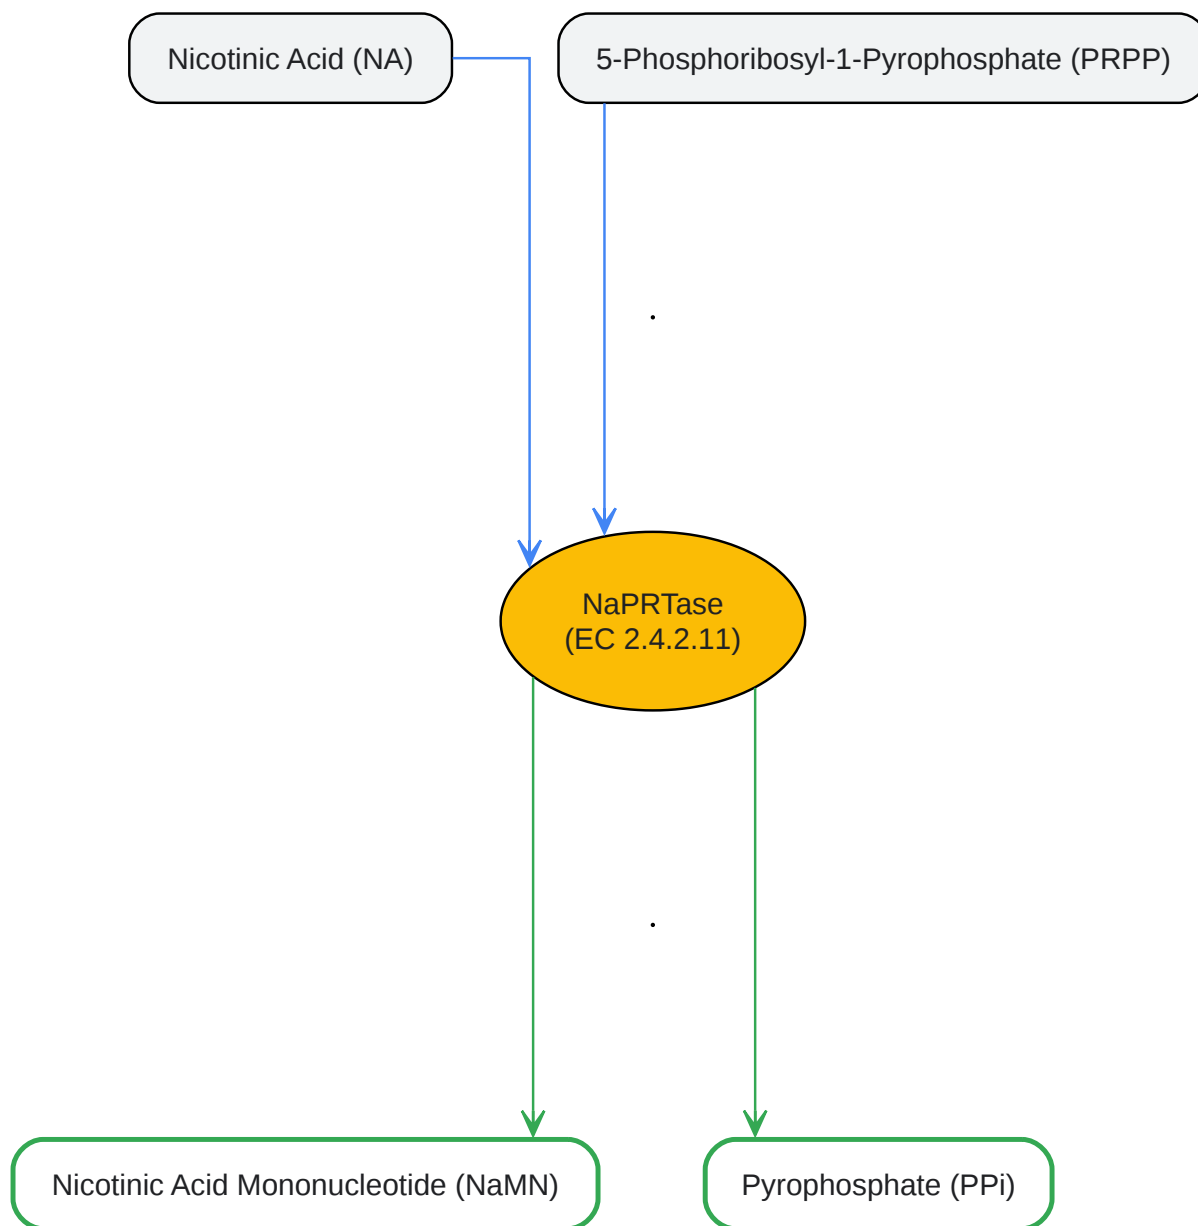 Nicotinic Acid (NA)
5-Phosphoribosyl-1-Pyrophosphate (PRPP)
.
NaPRTase
(EC 2.4.2.11)
.
Nicotinic Acid Mononucleotide (NaMN)
Pyrophosphate (PPi)